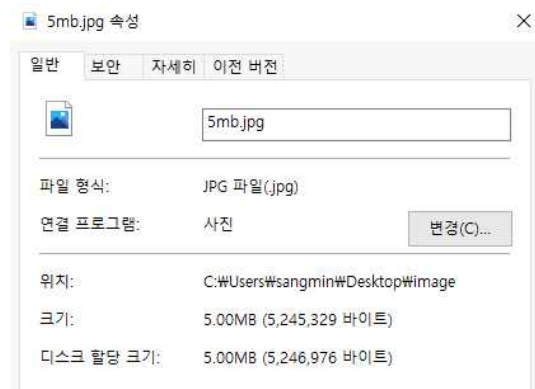 5mb.jpg 속성
일반 보안 자세히 이전 버전
5mb.jpg
파일 형식: JPG 파일(.jpg)
연결 프로그램: 사진 변경(C)...
위치: C:₩Users₩sangmin₩Desktop₩image
크기: 5.00MB (5,245,329 바이트)
디스크 할당 크기: 5.00MB (5,246,976 바이트)